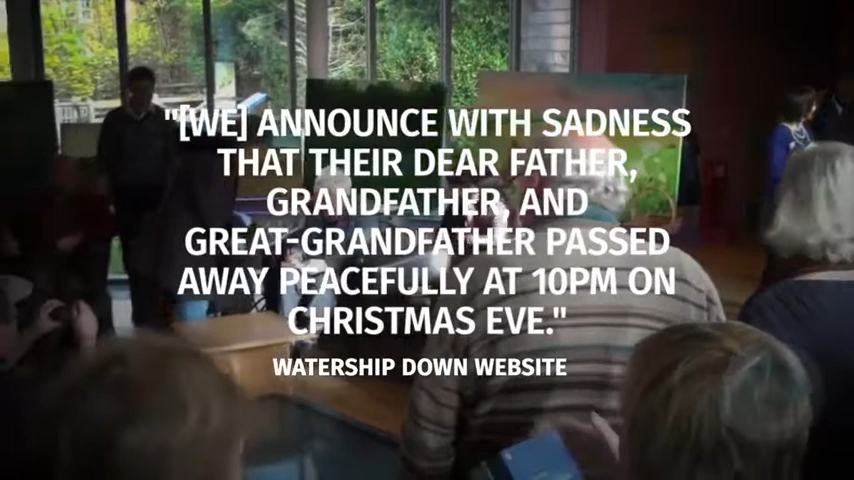 "[WE] ANNOUNCE WITH SADNESS
THAT THEIR DEAR FATHER,
GRANDFATHER, AND
GREAT-GRANDFATHER PASSED
AWAY PEACEFULLY AT 10PM ON
CHRISTMAS EVE."
WATERSHIP DOWN WEBSITE